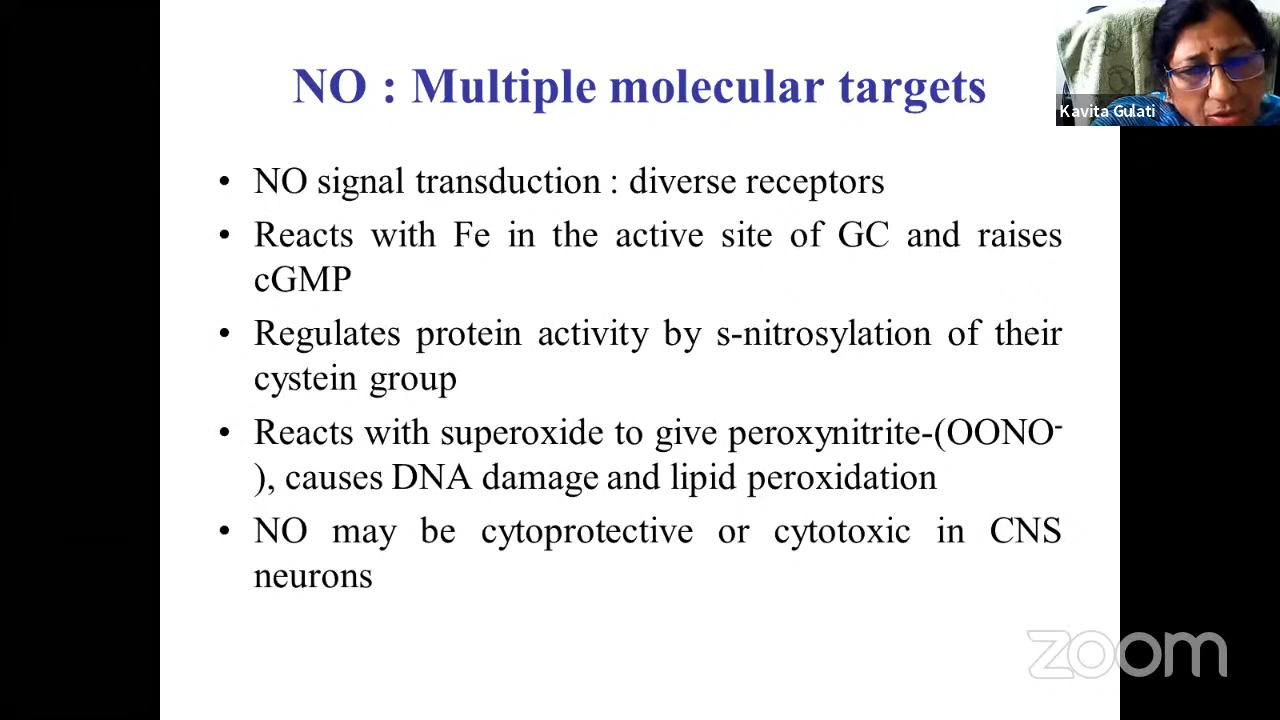 Kavita Gulati
NO : Multiple molecular targets
• NO signal transduction : diverse receptors
• Reacts with Fe in the active site of GC and raises
cGMP
• Regulates protein activity by s-nitrosylation of their
cystein group
• Reacts with superoxide to give peroxynitrite-(OONO-
), causes DNA damage and lipid peroxidation
• NO may be cytoprotective or cytotoxic in CNS
neurons
zoom